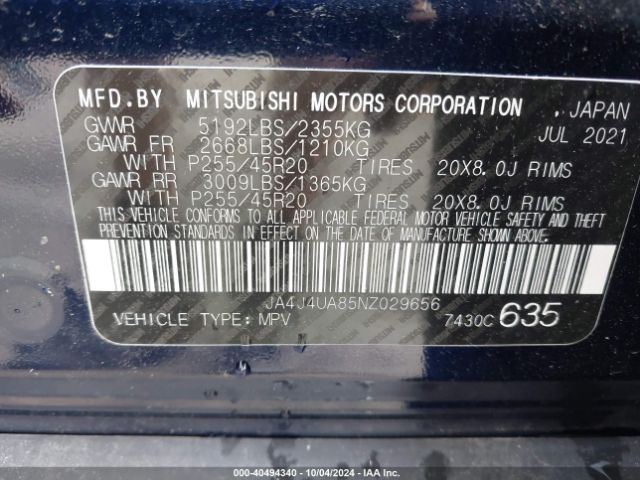 MFD.BY MITSUBISHI MOTORS CORPORATION , JAPAN
GVWR 5192LBS/2355KG JUL 2021
GAWR FR 2668LBS/1210KG
WITH P255/45R20 TIRES 20X8.0J RIMS
GAWR RR 3009LBS/1365KG
WITH P255/45R20 TIRES 20X8.0J RIMS
THIS VEHICLE CONFORMS TO ALL APPLICABLE FEDERAL MOTOR VEHICLE SAFETY AND THEFT
PREVENTION STANDARDS IN EFFECT ON THE DATE OF MANUFACTURE SHOWN ABOVE.
JA4J4UA85NZ029656
VEHICLE TYPE: MPV 7430C 635
000-40494340 - 10/04/2024 - IAA Holdings, LLC